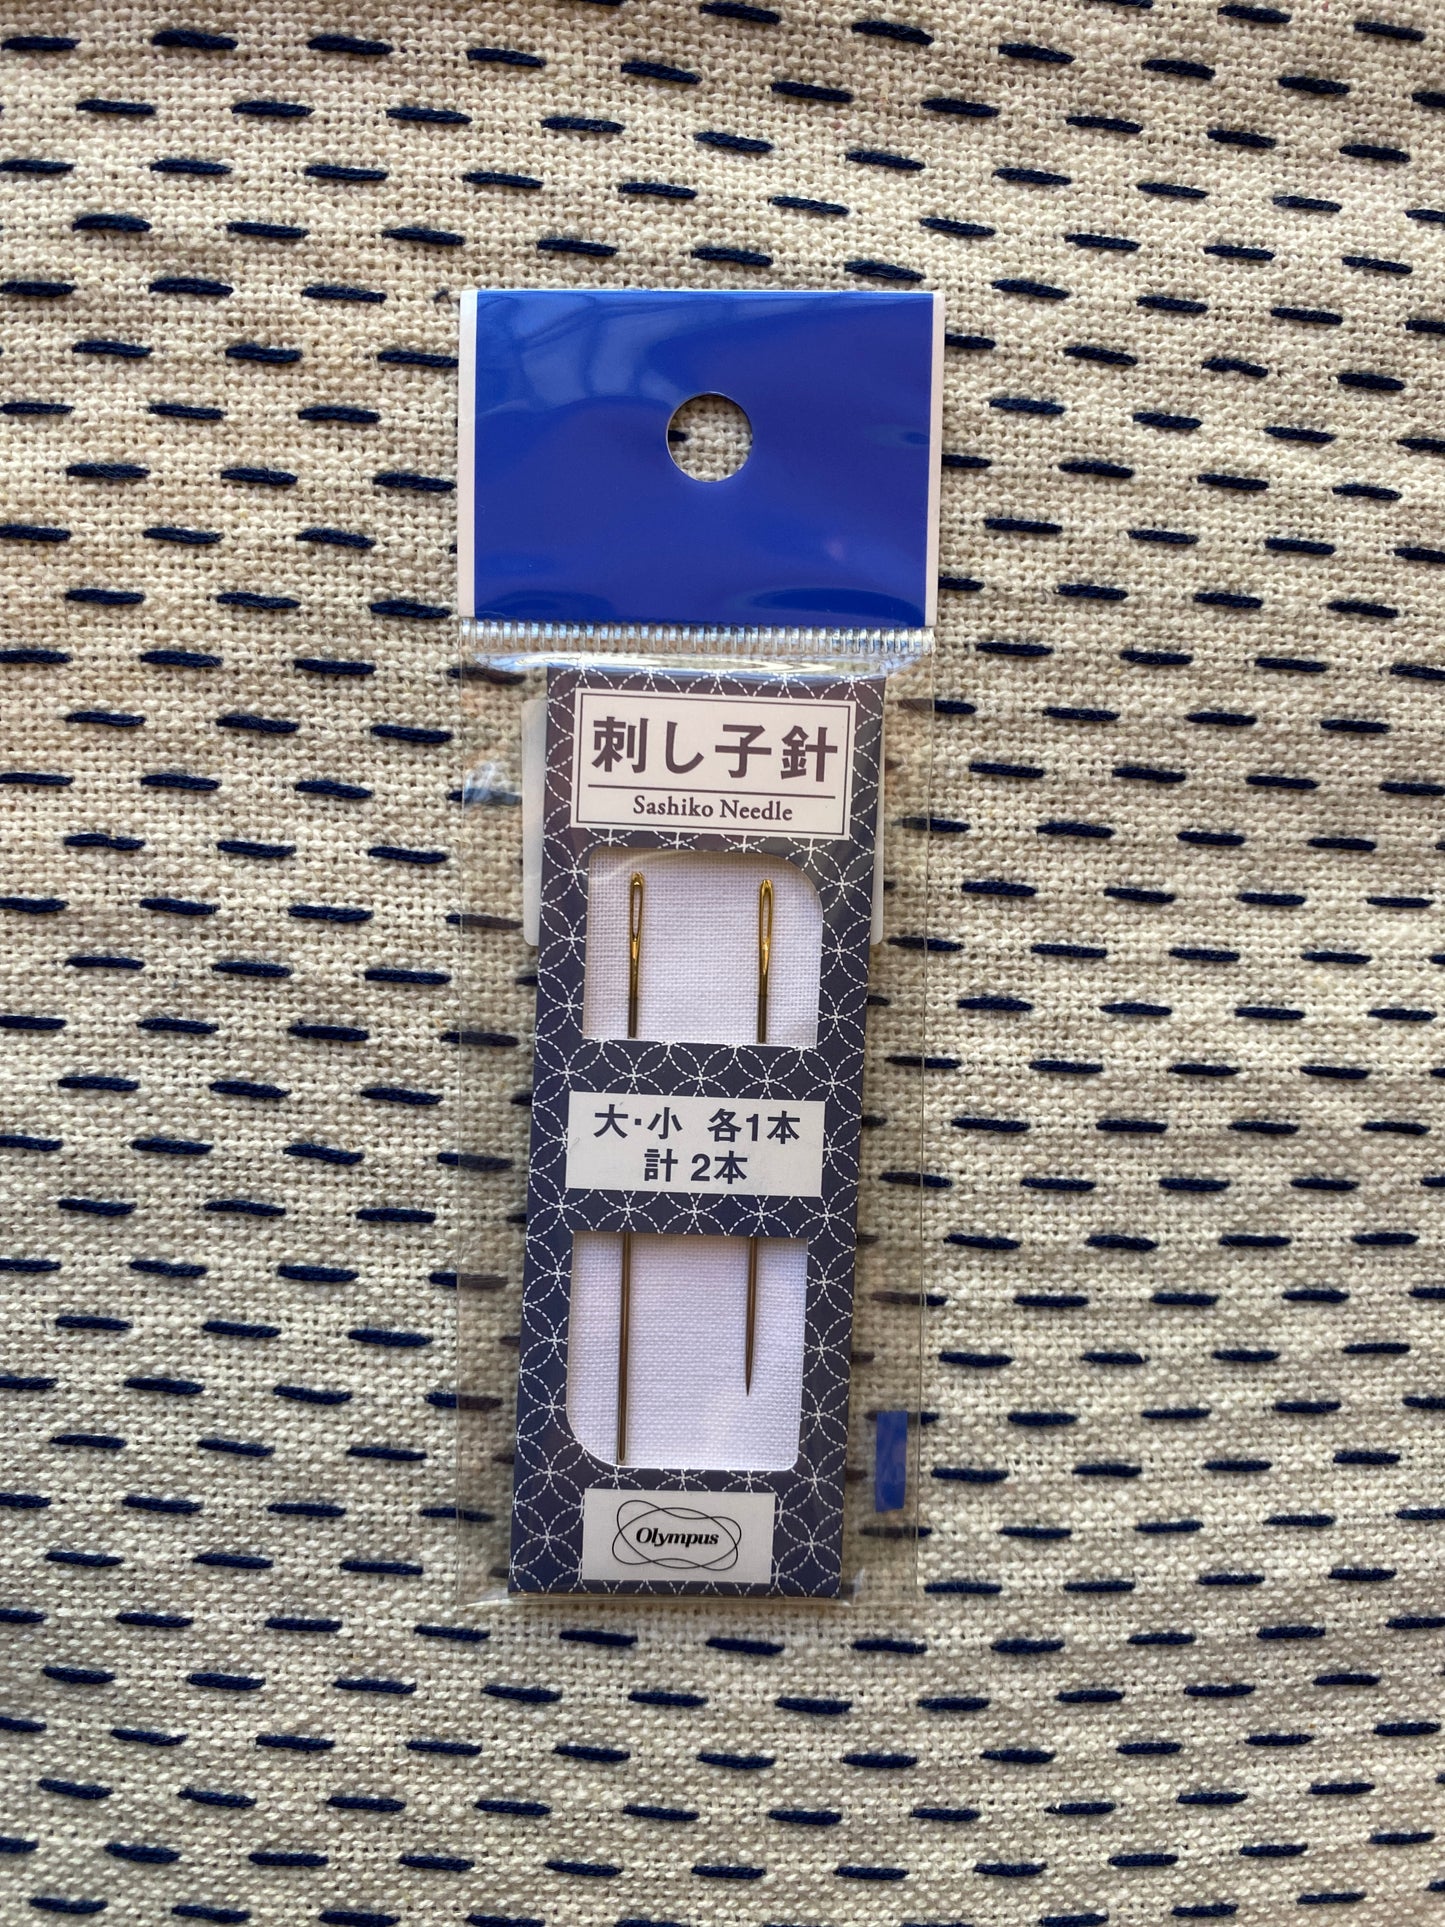 刺し子針
Sashiko Needle
大・小 各1本
計 2本
Olympus